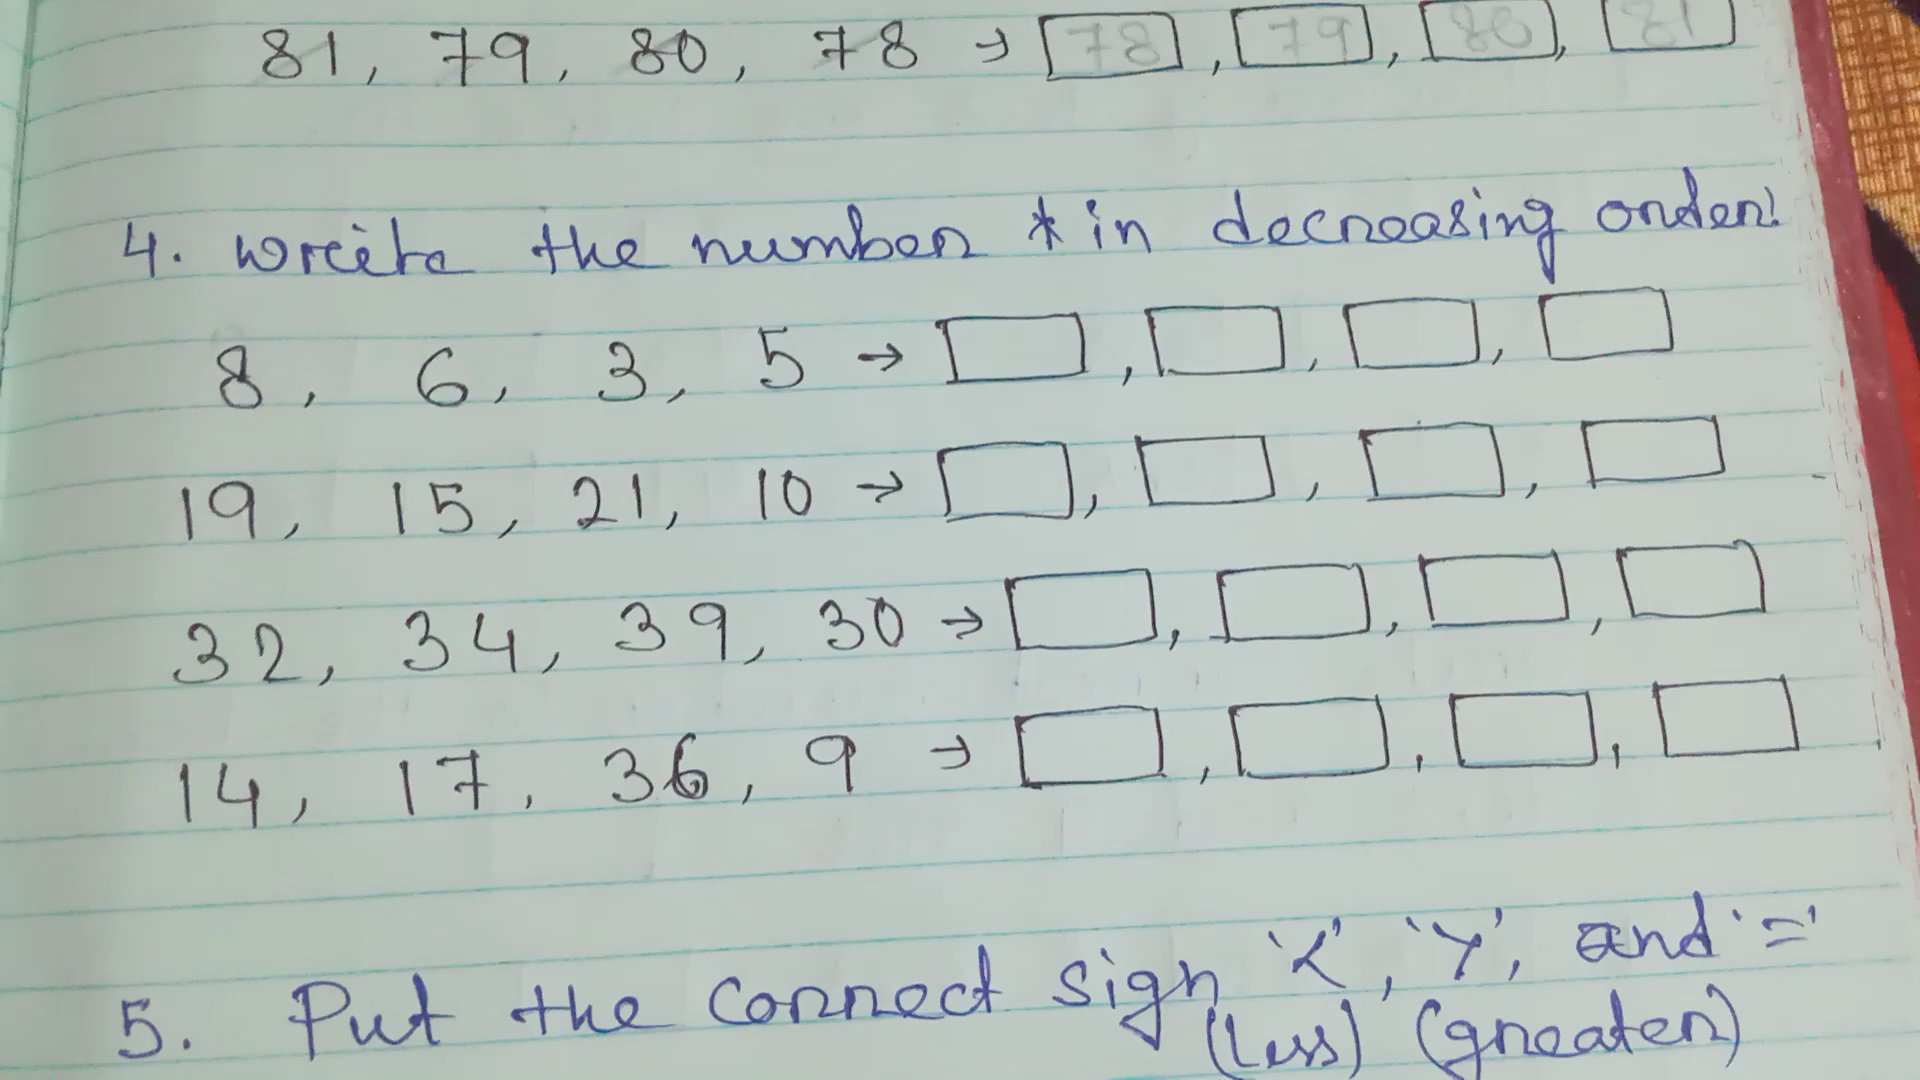 81, 79, 80, 78 → 78, 79, 80, 81
4. Write the number * in decreasing order:
8, 6, 3, 5 →
19, 15, 21, 10 →
32, 34, 39, 30 →
14, 17, 36, 9 →
5. Put the correct sign '<', '>', and '='
(Less) (greater)